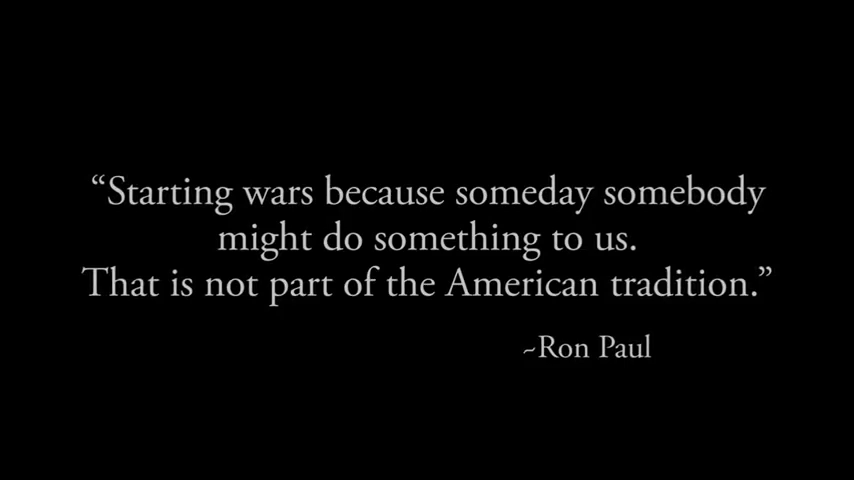 “Starting wars because someday somebody
might do something to us.
That is not part of the American tradition.”
~Ron Paul